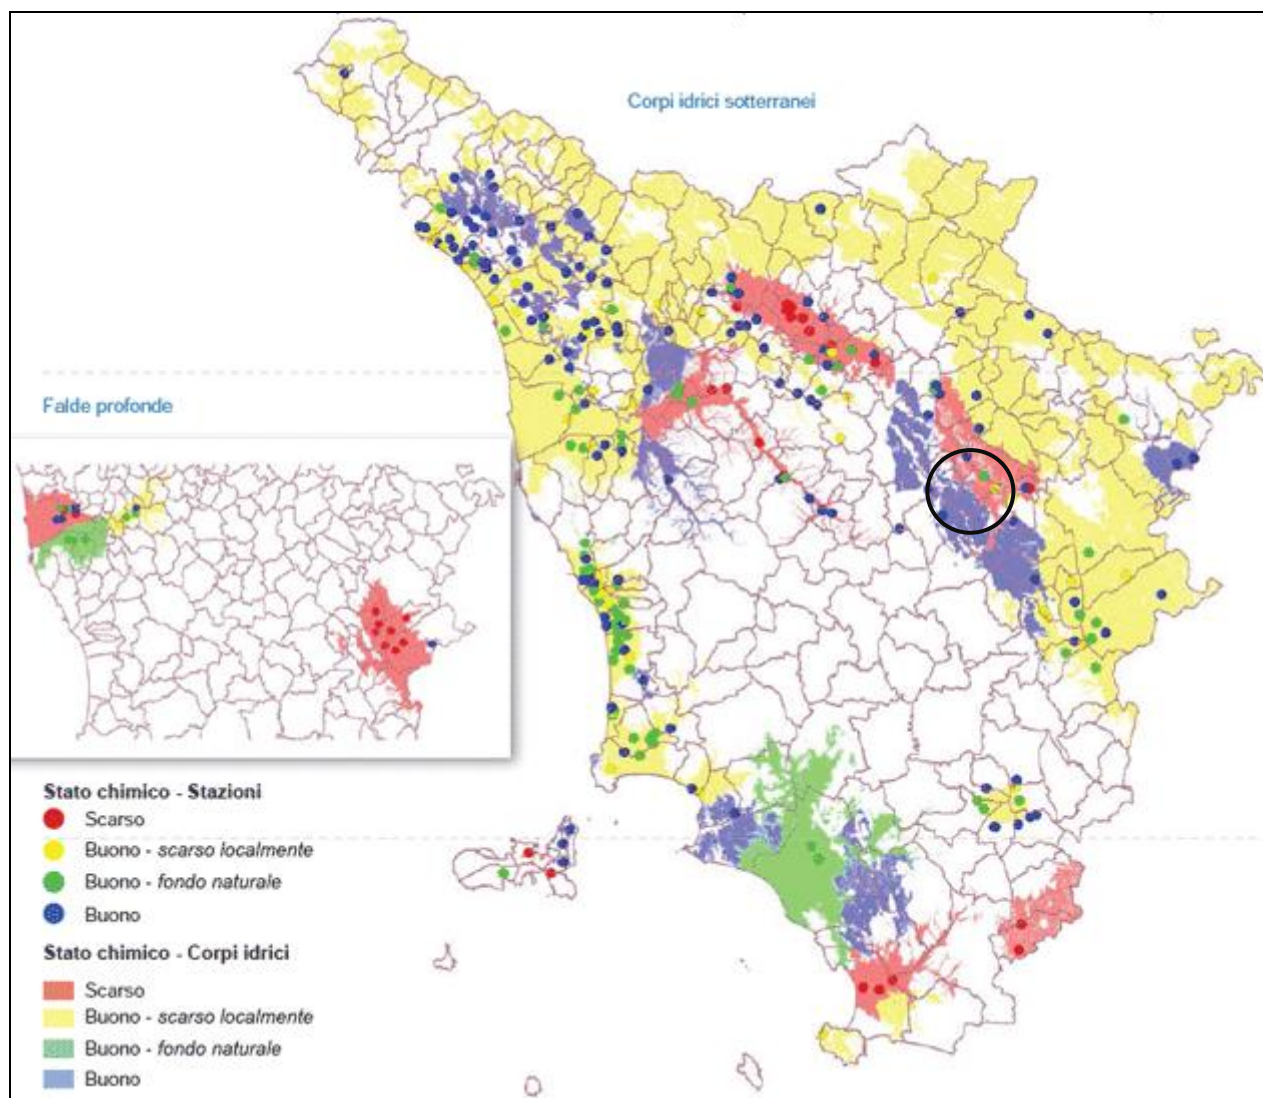 Corpi idrici sotterranei
Falde profonde
Stato chimico - Stazioni
Scarso
Buono - scarso localmente
Buono - fondo naturale
Buono
Stato chimico - Corpi idrici
Scarso
Buono - scarso localmente
Buono - fondo naturale
Buono